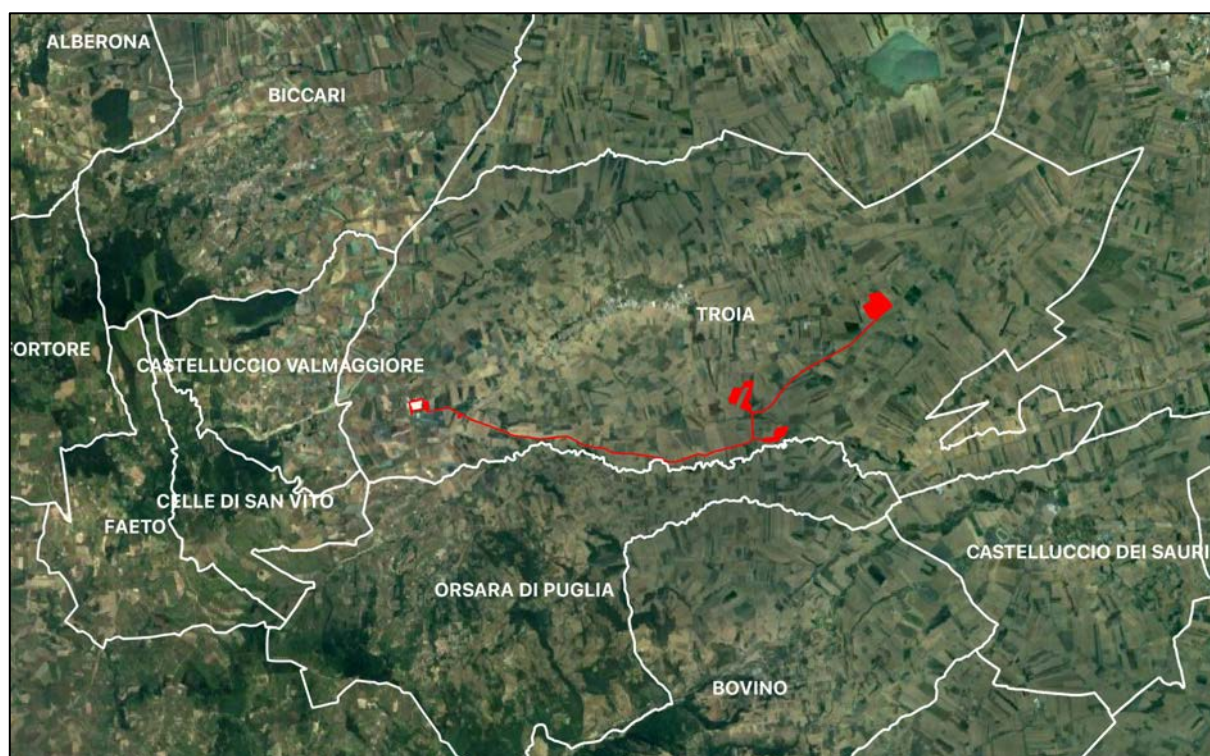 ALBERONA
BICCARI
TROIA
FORTORE
CASTELLUCCIO VALMAGGIORE
CELLE DI SAN VITO
FAETO
CASTELLUCCIO DEI SAURI
ORSARA DI PUGLIA
BOVINO